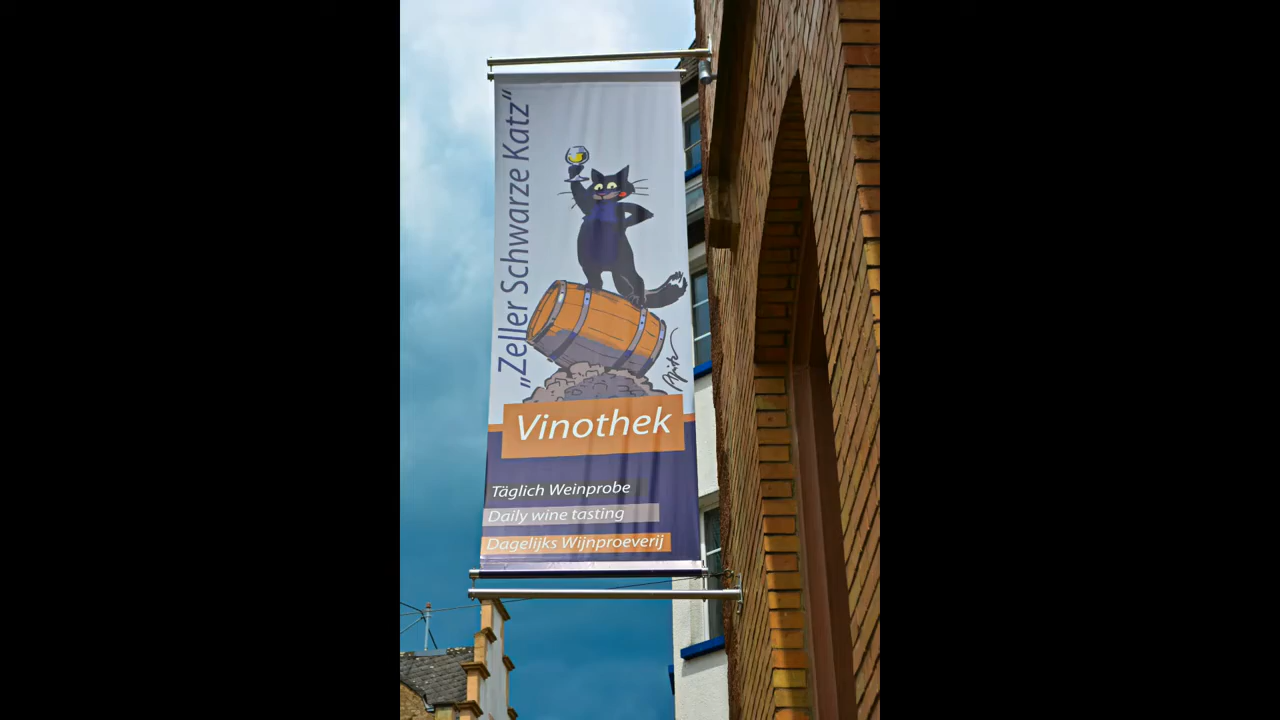 „Zeller Schwarze Katz“
Vinothek
Täglich Weinprobe
Daily wine tasting
Dagelijks Wijnproeverij